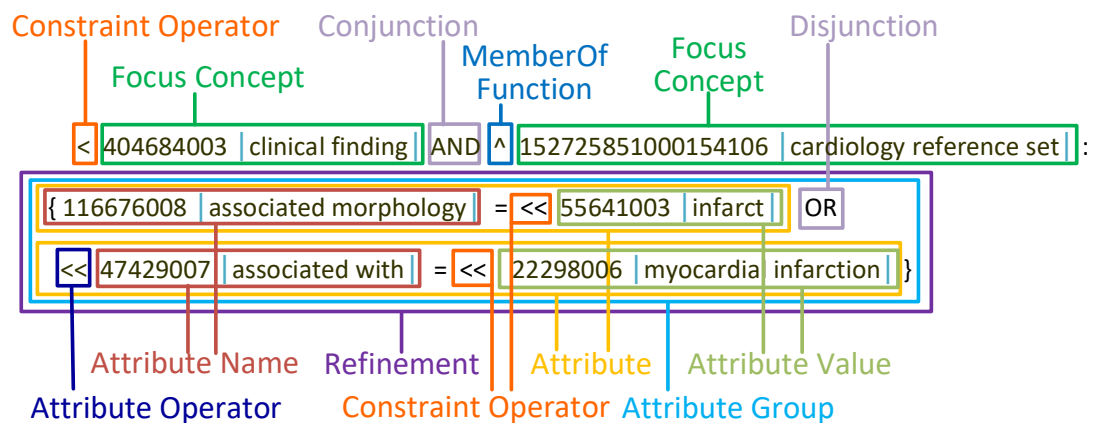 Constraint Operator Conjunction Disjunction
Focus Concept MemberOf Function Focus Concept
< 404684003 |clinical finding| AND ^ 152725851000154106 |cardiology reference set| :
{ 116676008 |associated morphology| = << 55641003 |infarct| OR
<< 47429007 |associated with| = << 22298006 |myocardial infarction| }
Attribute Name Refinement Attribute Attribute Value
Attribute Operator Constraint Operator Attribute Group